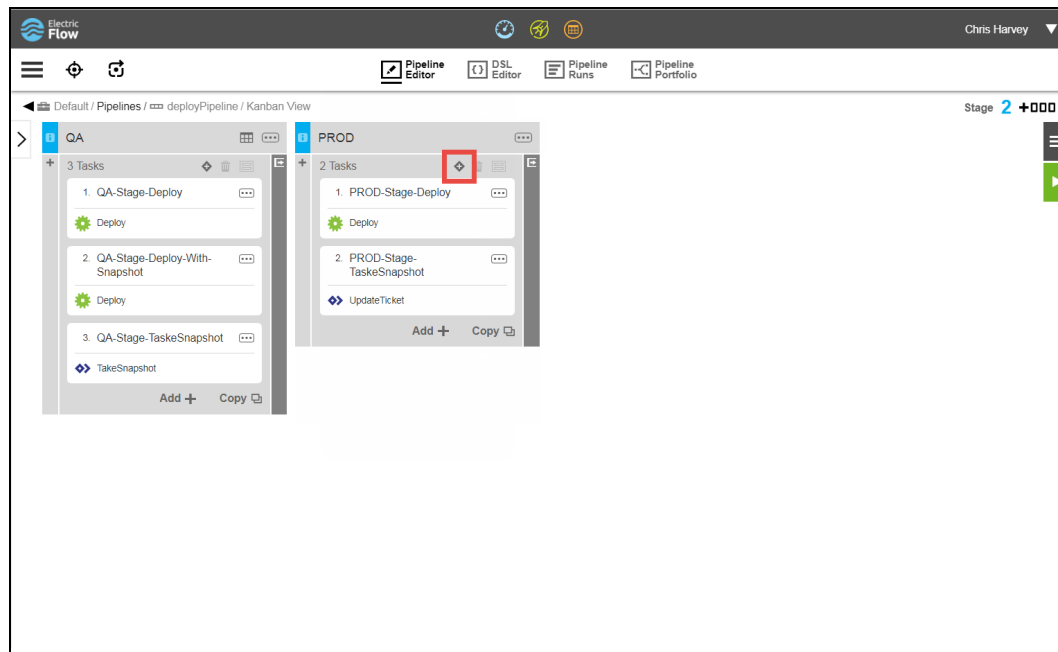 Electric
Flow
Chris Harvey
Pipeline
Editor
DSL
Editor
Pipeline
Runs
Pipeline
Portfolio
Default / Pipelines / deployPipeline / Kanban View
Stage 2
QA
3 Tasks
1. QA-Stage-Deploy
Deploy
2. QA-Stage-Deploy-With-
Snapshot
Deploy
3. QA-Stage-TaskeSnapshot
TakeSnapshot
Add
Copy
PROD
2 Tasks
1. PROD-Stage-Deploy
Deploy
2. PROD-Stage-
TaskeSnapshot
UpdateTicket
Add
Copy